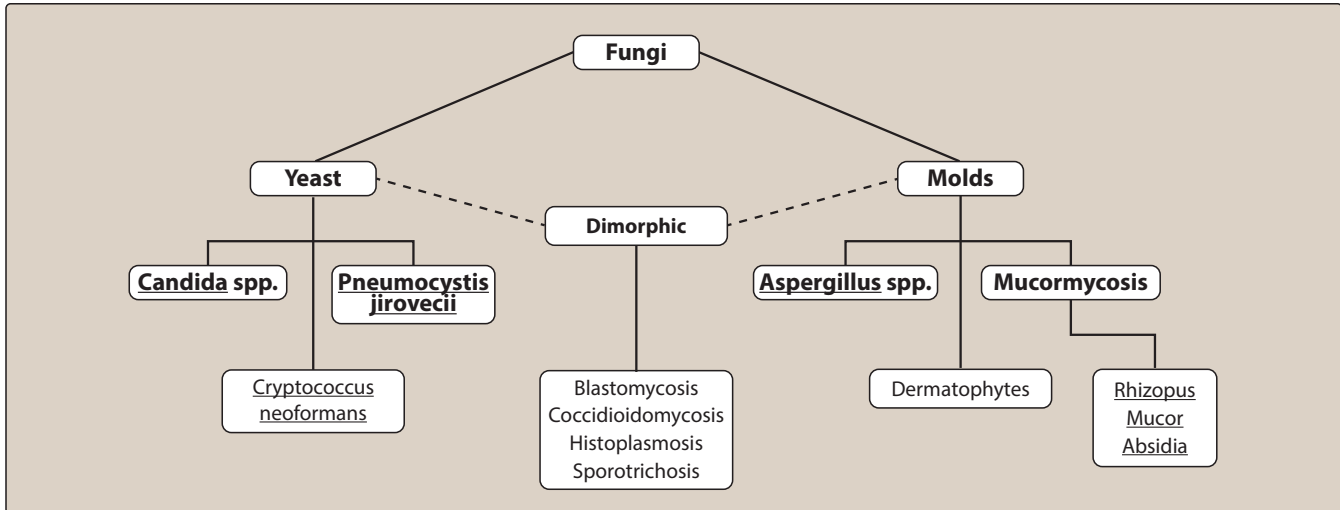 Fungi
Yeast
Molds
Dimorphic
Candida spp.
Pneumocystis
jirovecii
Aspergillus spp.
Mucormycosis
Cryptococcus
neoformans
Blastomycosis
Coccidioidomycosis
Histoplasmosis
Sporotrichosis
Dermatophytes
Rhizopus
Mucor
Absidia